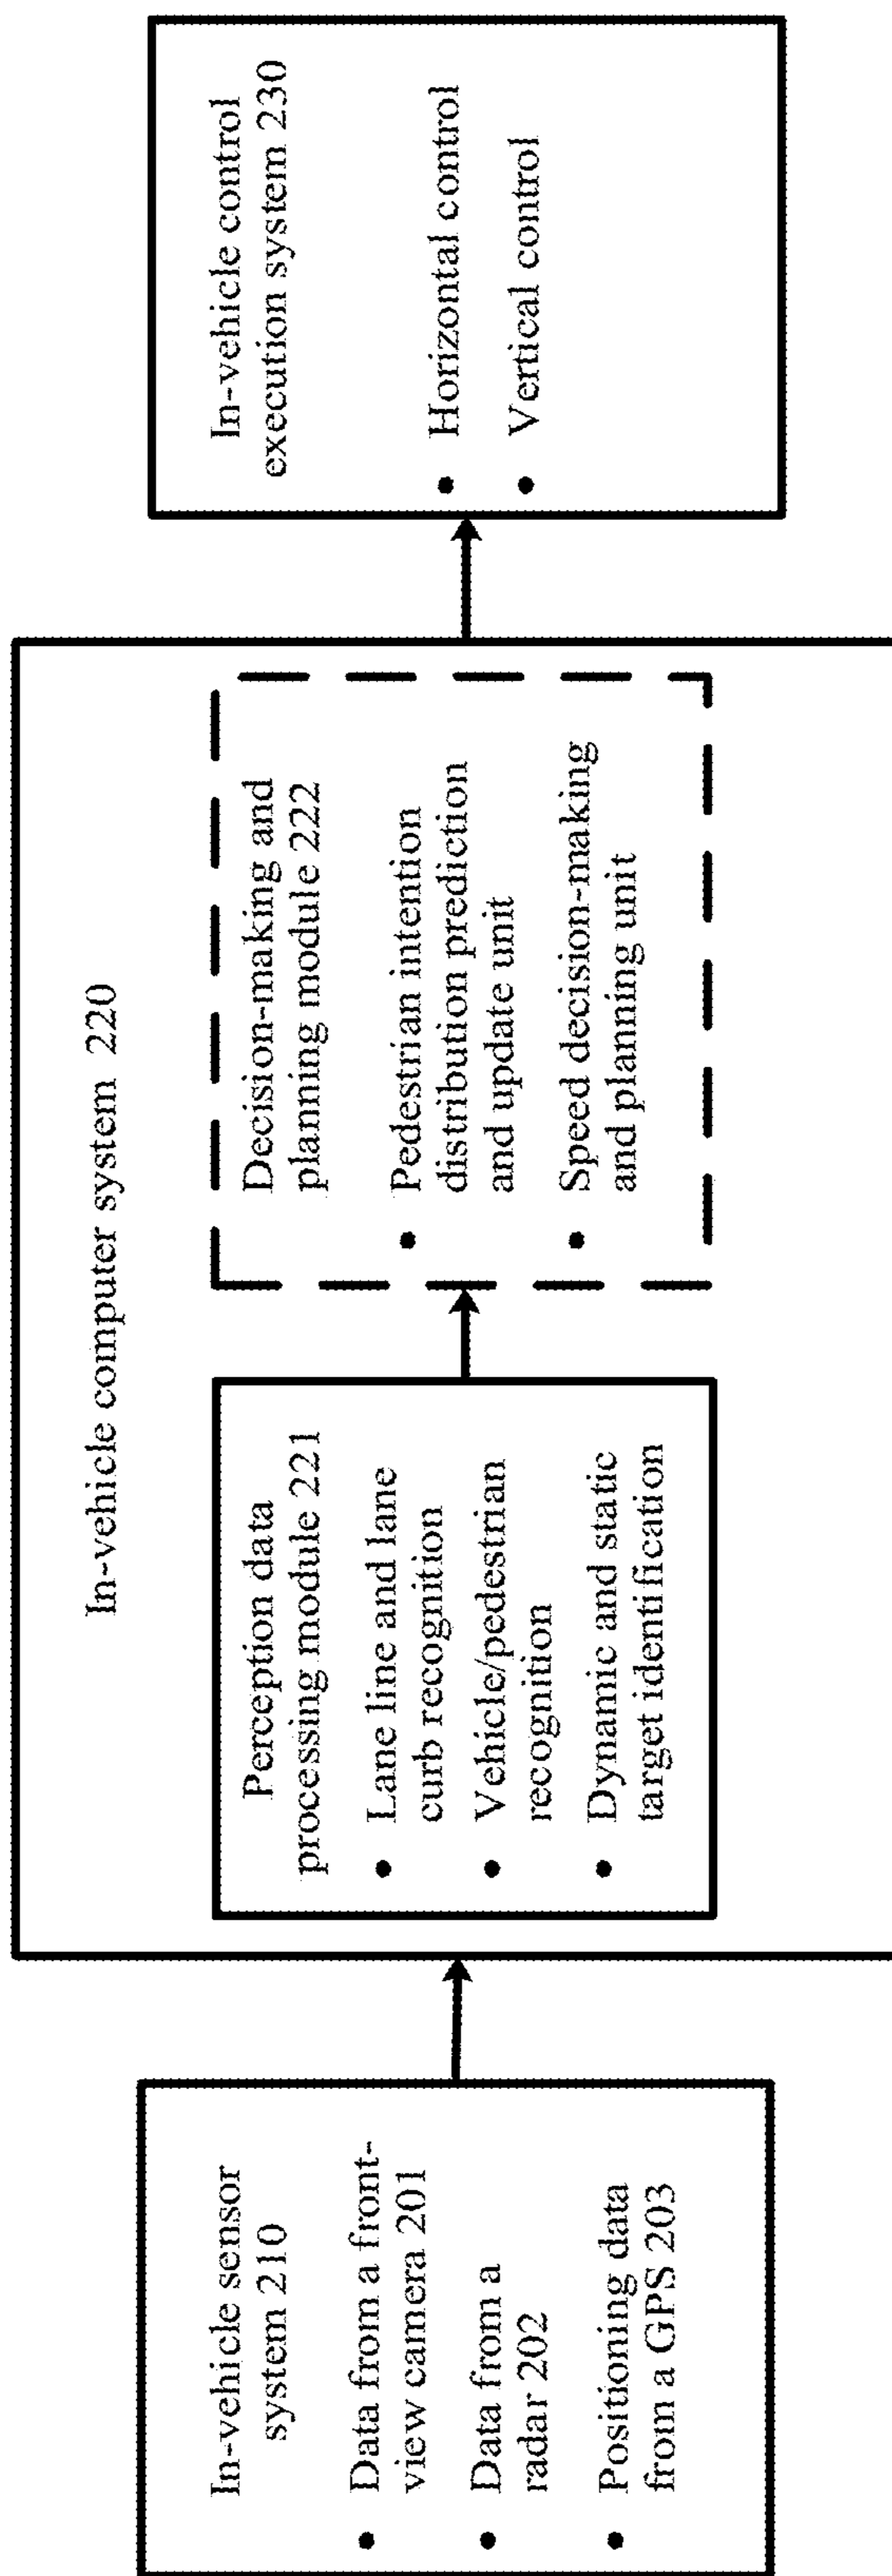 In-vehicle sensor
system 210
• Data from a front-
view camera 201
• Data from a
radar 202
• Positioning data
from a GPS 203
In-vehicle computer system 220
Perception data
processing module 221
• Lane line and lane
curb recognition
• Vehicle/pedestrian
recognition
• Dynamic and static
target identification
Decision-making and
planning module 222
• Pedestrian intention
distribution prediction
and update unit
• Speed decision-making
and planning unit
In-vehicle control
execution system 230
• Horizontal control
• Vertical control